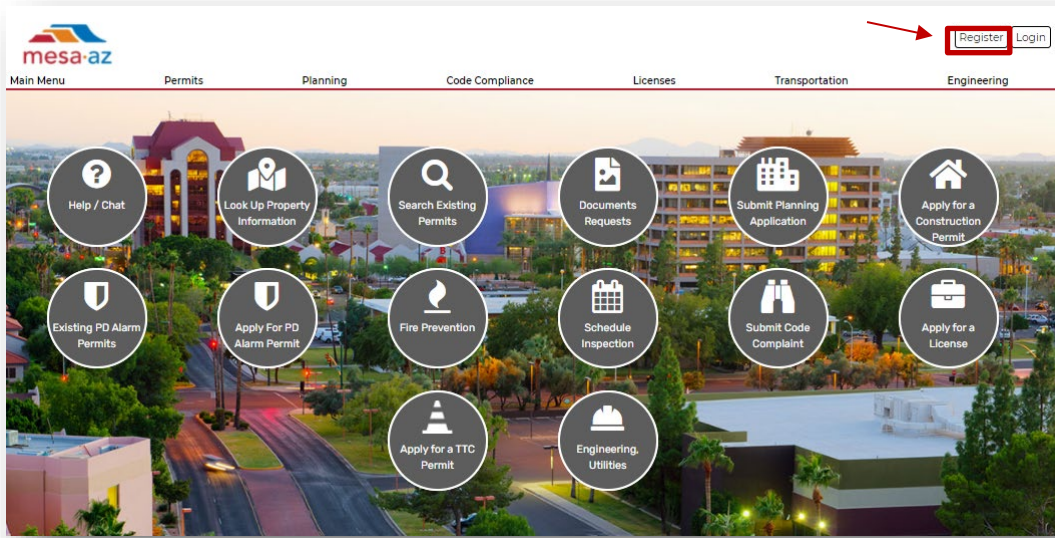 mesa·az
Register Login
Main Menu Permits Planning Code Compliance Licenses Transportation Engineering
Help / Chat
Look Up Property
Information
Search Existing
Permits
Documents
Requests
Submit Planning
Application
Apply for a
Construction
Permit
Existing PD Alarm
Permits
Apply For PD
Alarm Permit
Fire Prevention
Schedule
Inspection
Submit Code
Complaint
Apply for a
License
Apply for a TTC
Permit
Engineering,
Utilities